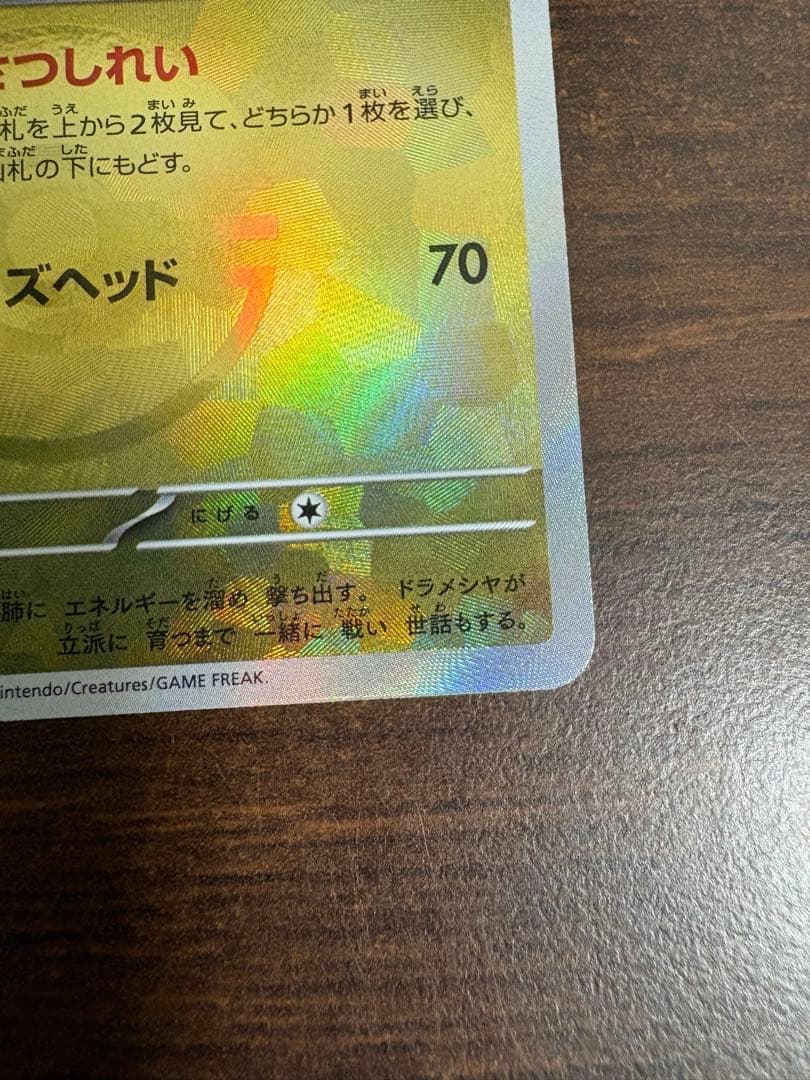 さつしれい
札を上から2枚見て、どちらか1枚を選び、
山札の下にもどす。
ズヘッド 70
にげる
肺に エネルギーを溜め 撃ち出す。 ドラメシヤが
立派に 育つまで 一緒に 戦い 世話もする。
intendo/Creatures/GAME FREAK.